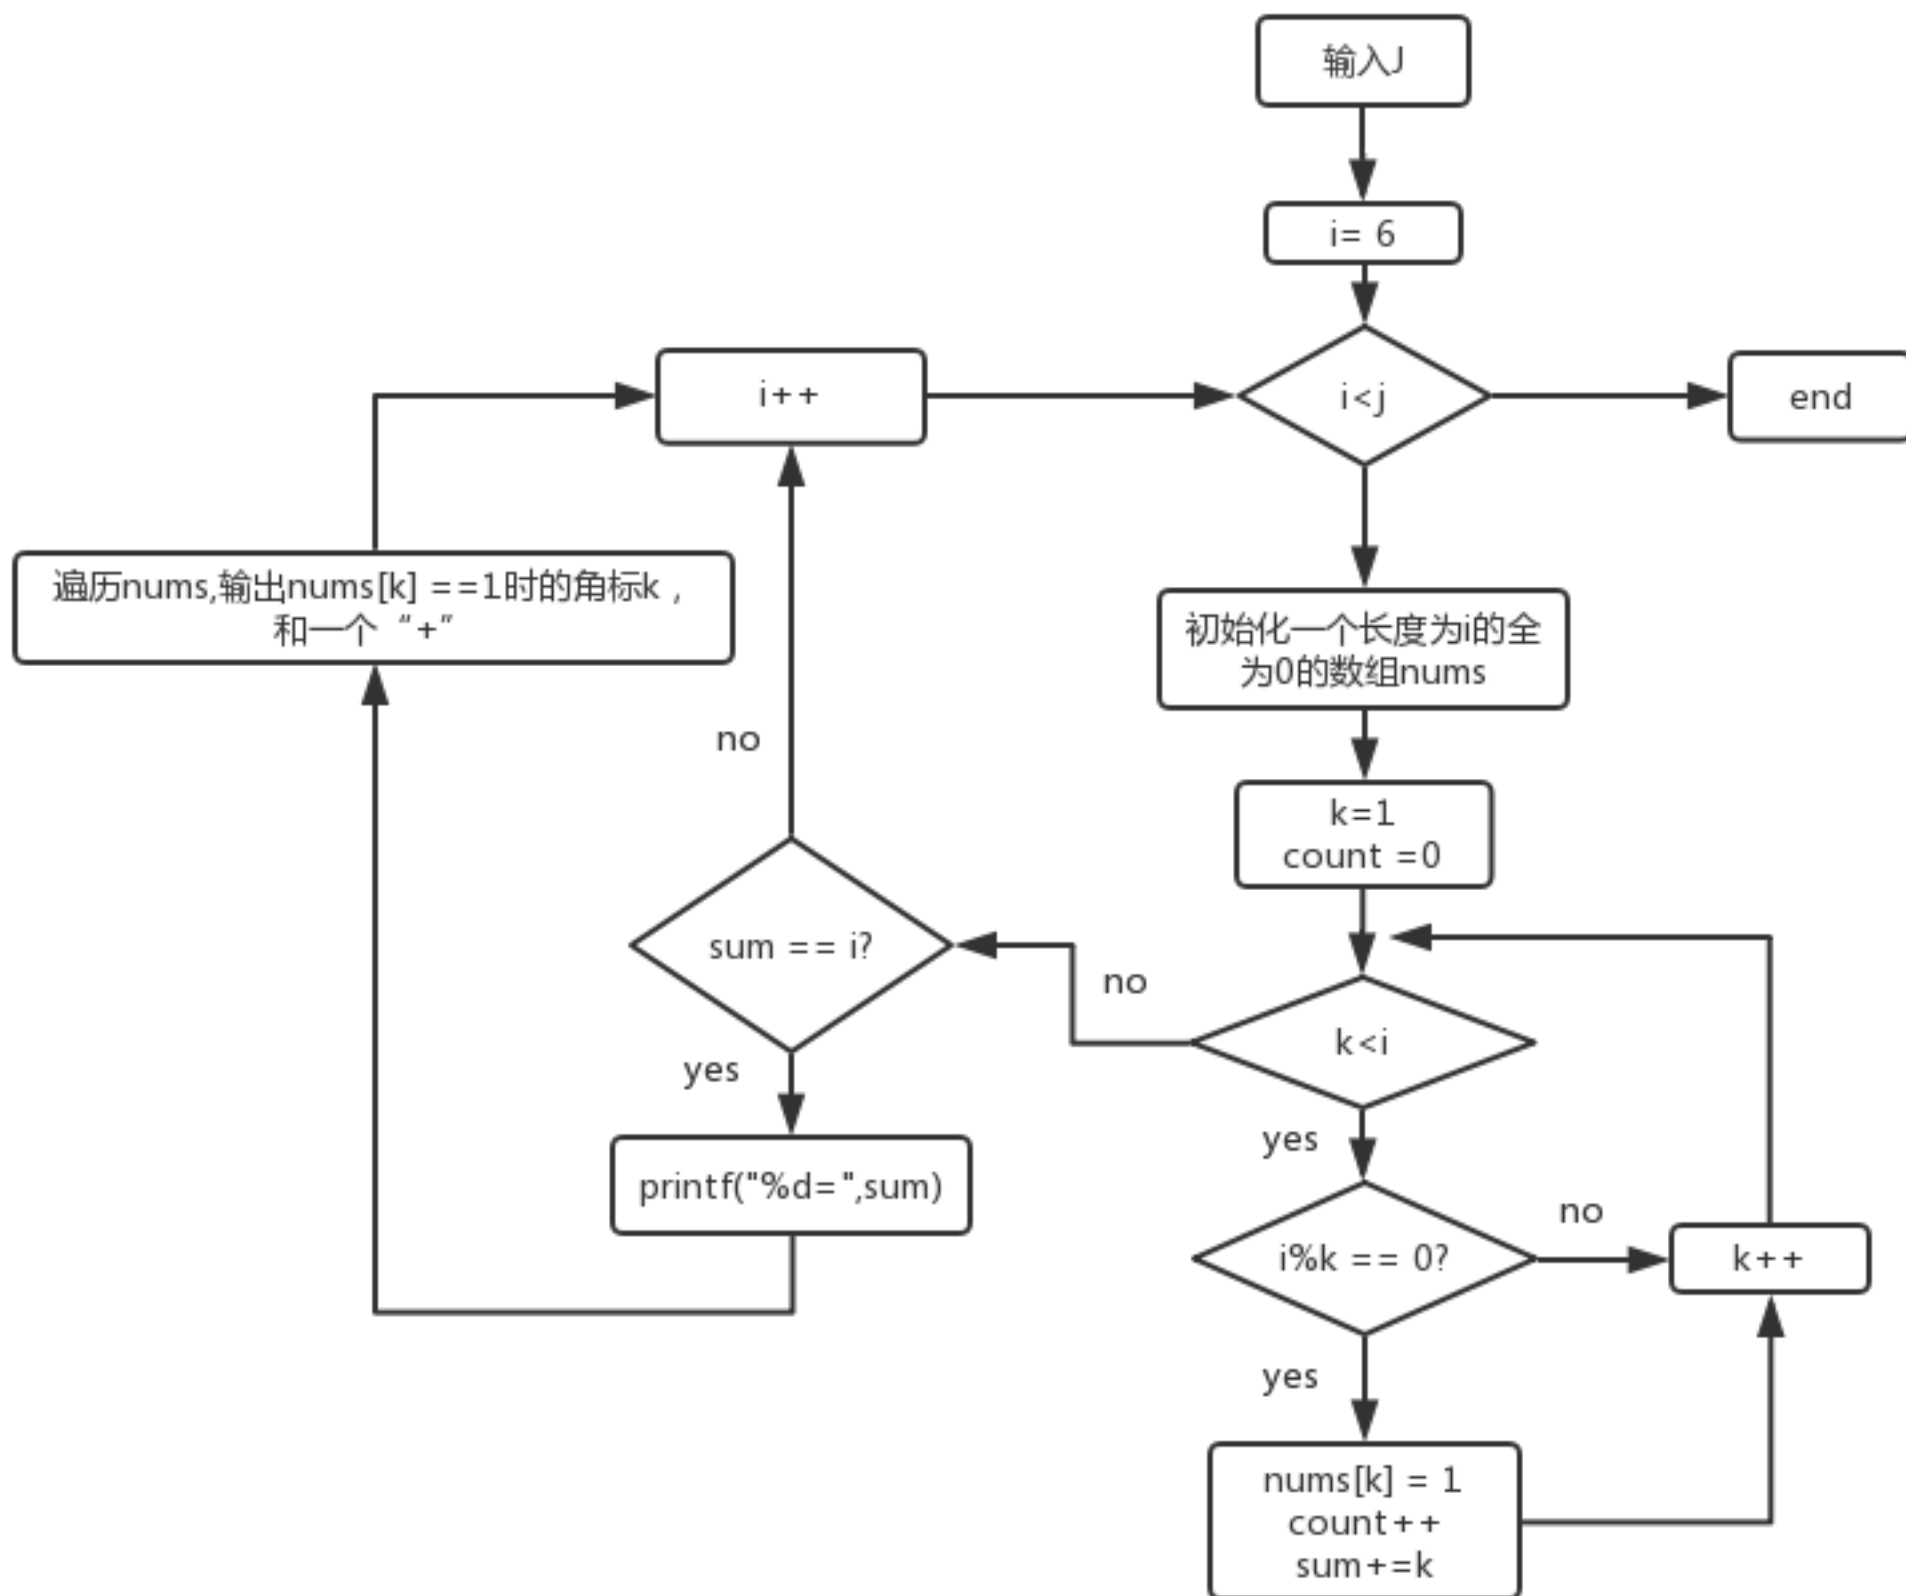 输入J
i= 6
i<j
end
i++
初始化一个长度为i的全
为0的数组nums
遍历nums,输出nums[k] ==1时的角标k，
和一个“+”
no
k=1
count =0
sum == i?
no
k<i
yes
yes
printf("%d=",sum)
i%k == 0?
no
k++
yes
nums[k] = 1
count++
sum+=k